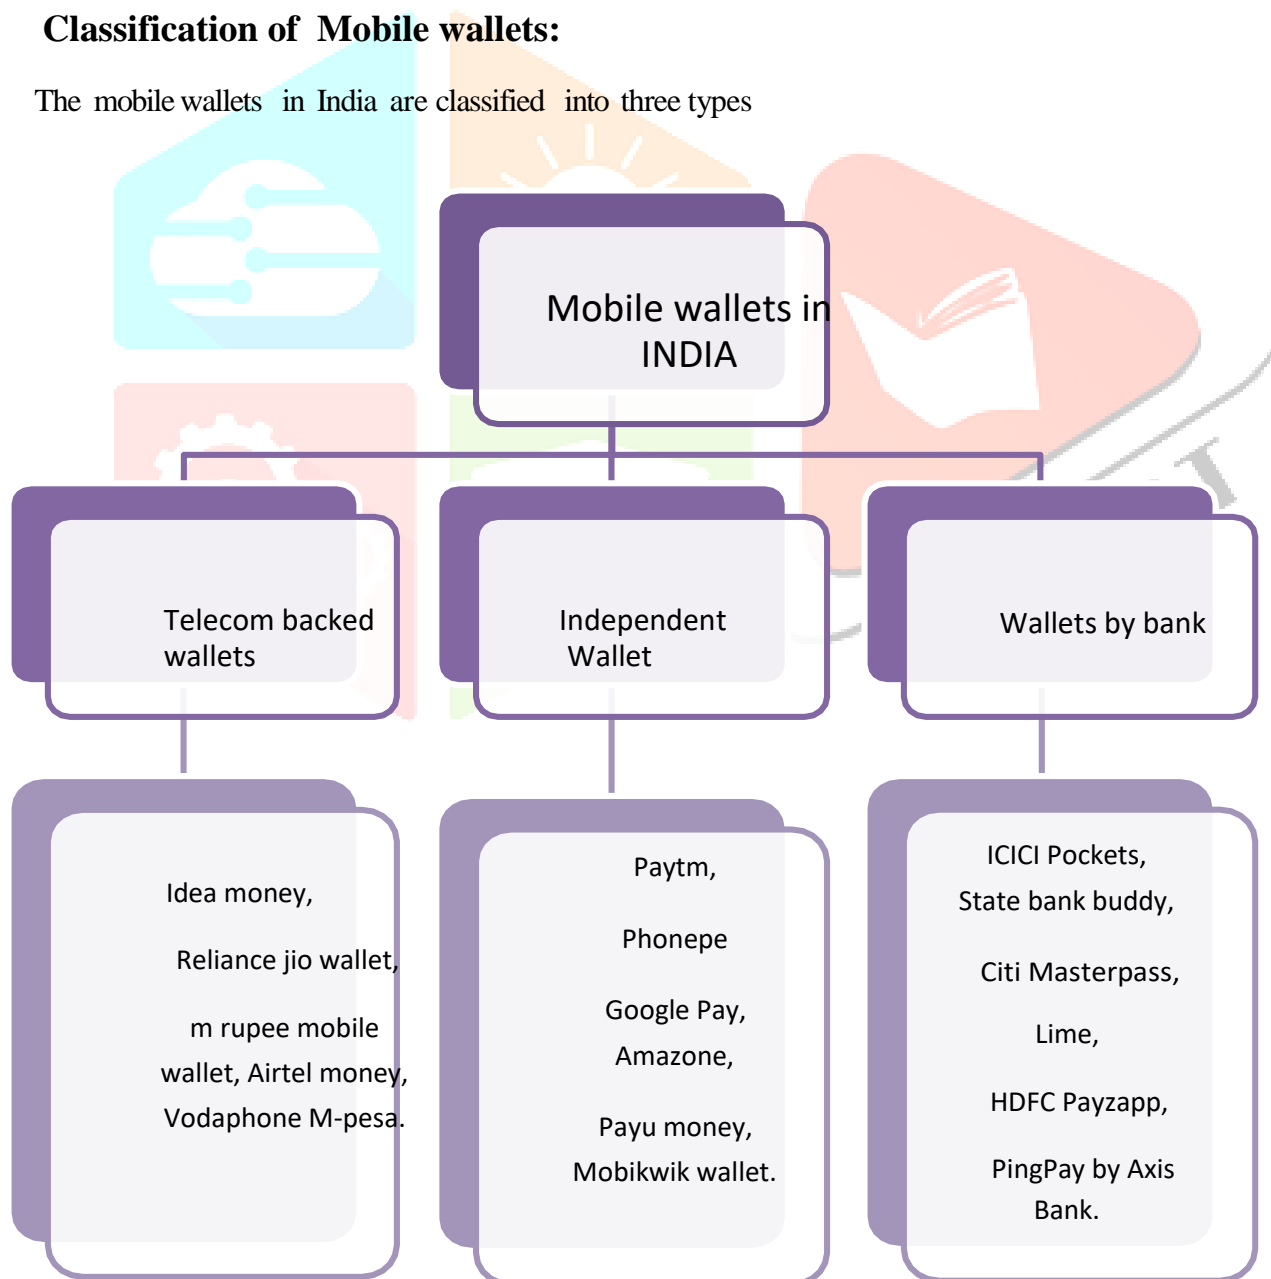 Classification of Mobile wallets:
The mobile wallets in India are classified into three types
Mobile wallets in
INDIA
Telecom backed
wallets
Independent
Wallet
Wallets by bank
Idea money,
Reliance jio wallet,
m rupee mobile
wallet, Airtel money,
Vodaphone M-pesa.
Paytm,
Phonepe
Google Pay,
Amazone,
Payu money,
Mobikwik wallet.
ICICI Pockets,
State bank buddy,
Citi Masterpass,
Lime,
HDFC Payzapp,
PingPay by Axis
Bank.